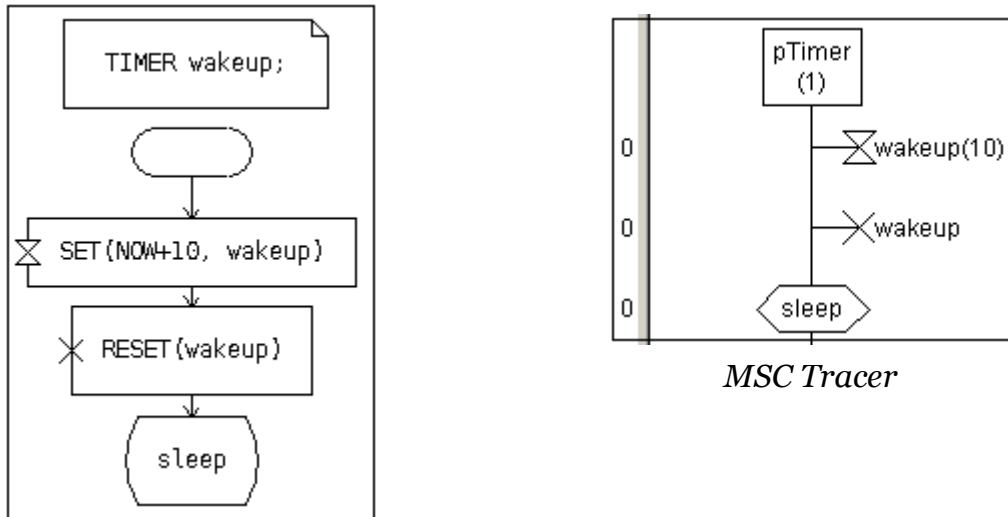 TIMER wakeup;
SET(NOW+10, wakeup)
RESET(wakeup)
sleep
pTimer
(1)
0
wakeup(10)
0
wakeup
0
sleep
MSC Tracer